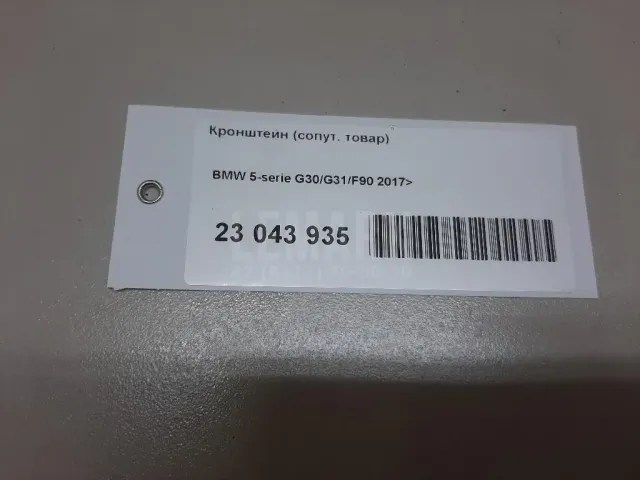 Кронштейн (сопут. товар)
BMW 5-serie G30/G31/F90 2017>
23 043 935